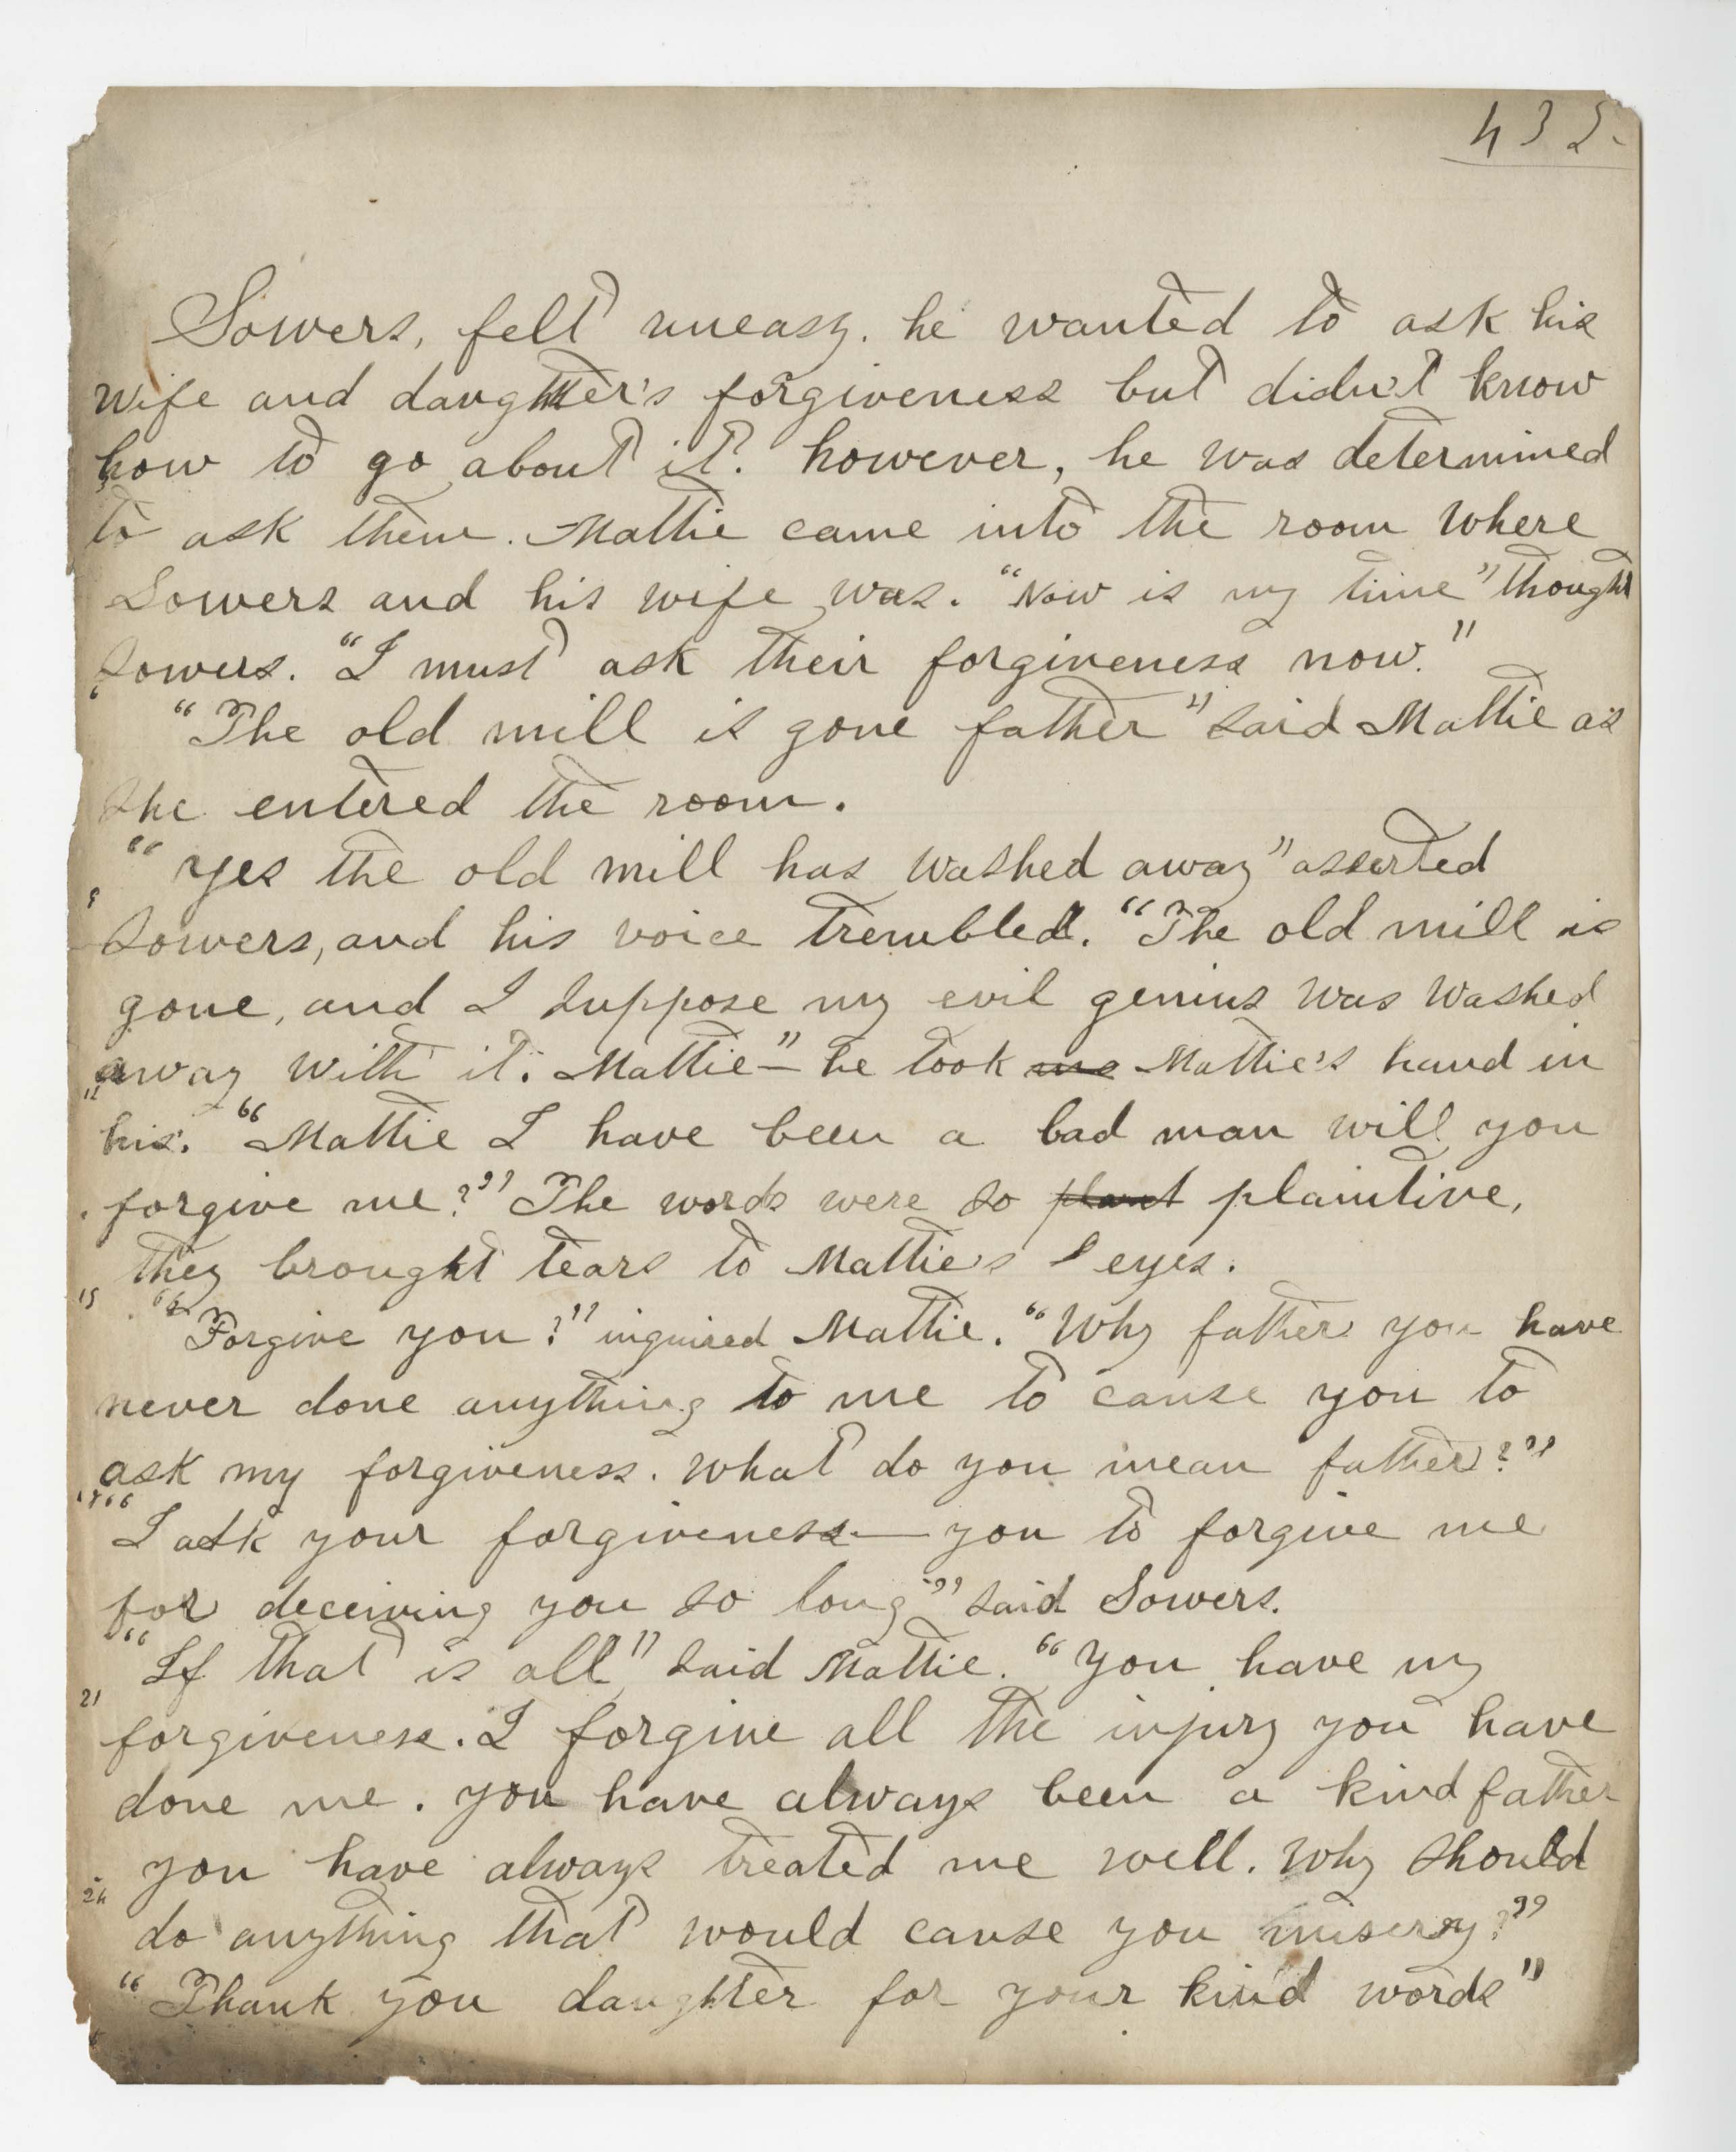 435.
Sowers, felt uneasy. he wanted to ask his
wife and daughter's forgiveness but didn't know
how to go about it. however, he was determined
to ask them. Mattie came into the room where
Sowers and his wife was. "Now is my time" thought
Sowers. "I must ask their forgiveness now."
"The old mill is gone father" said Mattie as
she entered the room.
"Yes the old mill has washed away" asserted
Sowers, and his voice trembled. "The old mill is
gone, and I suppose my evil genius was washed
away with it. Mattie—" he took me Mattie's hand in
his. "Mattie I have been a bad man will you
forgive me?" The words were so plant plaintive,
they brought tears to Mattie's eyes.
15
"Forgive you?" inquired Mattie. "Why father you have
never done anything to me to cause you to
ask my forgiveness. What do you mean father?"
"I ask your forgiveness—you to forgive me
for deceiving you so long" said Sowers.
"If that is all" said Mattie. "You have my
21
forgiveness. I forgive all the injury you have
done me. you have always been a kind father
you have always treated me well. Why should
24
do anything that would cause you misery?"
"Thank you daughter for your kind words"